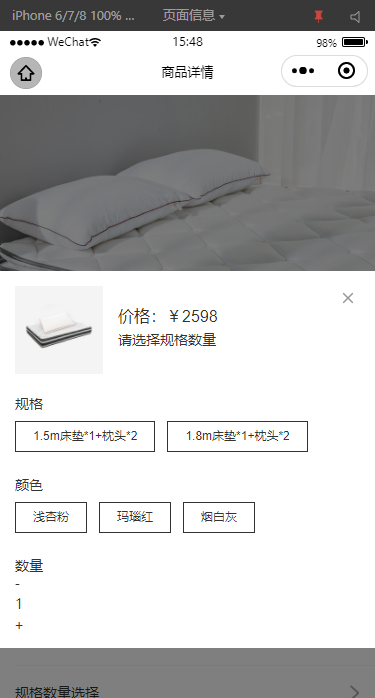 iPhone 6/7/8 100% ... 页面信息
WeChat 15:48 98%
商品详情
价格：￥2598
请选择规格数量
规格
1.5m床垫*1+枕头*2 1.8m床垫*1+枕头*2
颜色
浅杏粉 玛瑙红 烟白灰
数量
-
1
+
规格数量选择